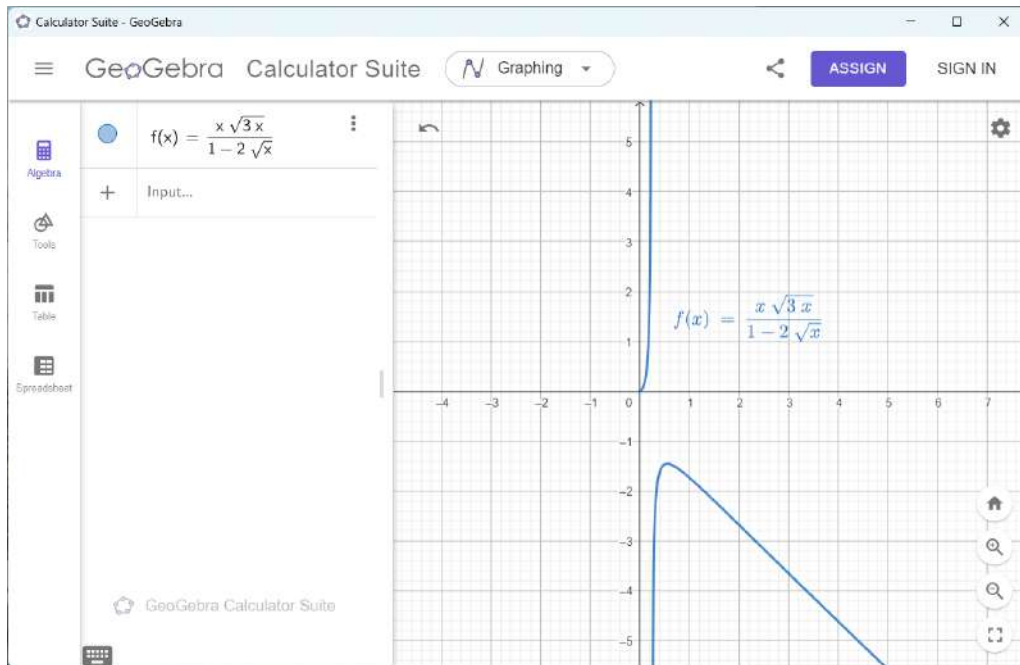 Calculator Suite - GeoGebra
GeoGebra Calculator Suite
Graphing
ASSIGN
SIGN IN
Algebra
Tools
Table
Spreadsheet
f(x) = x √3 x / 1 − 2 √x
Input...
GeoGebra Calculator Suite
5
4
3
2
1
f(x) = x √3 x / 1 − 2 √x
−4 −3 −2 −1 0 1 2 3 4 5 6 7
−1
−2
−3
−4
−5